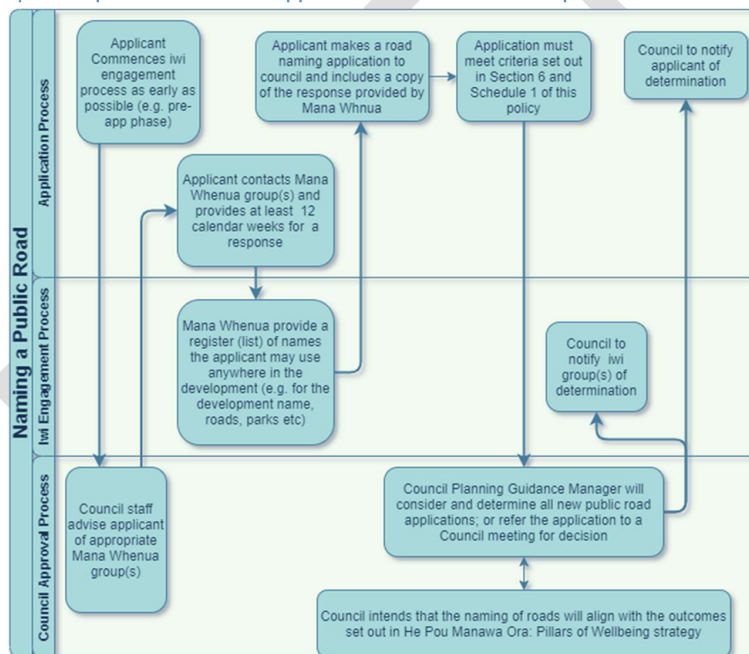 Naming a Public Road
Application Process
Applicant
Commences iwi
engagement
process as early as
possible (e.g. pre-
app phase)
Applicant makes a road
naming application to
council and includes a copy
of the response provided by
Mana Whnua
Application must
meet criteria set out
in Section 6 and
Schedule 1 of this
policy
Council to notify
applicant of
determination
Applicant contacts Mana
Whenua group(s) and
provides at least 12
calendar weeks for a
response
Iwi Engagement Process
Mana Whenua provide a
register (list) of names
the applicant may use
anywhere in the
development (e.g. for the
development name,
roads, parks etc)
Council to
notify iwi
group(s) of
determination
Council Approval Process
Council staff
advise applicant
of appropriate
Mana Whenua
group(s)
Council Planning Guidance Manager will
consider and determine all new public road
applications; or refer the application to a
Council meeting for decision
Council intends that the naming of roads will align with the outcomes
set out in He Pou Manawa Ora: Pillars of Wellbeing strategy